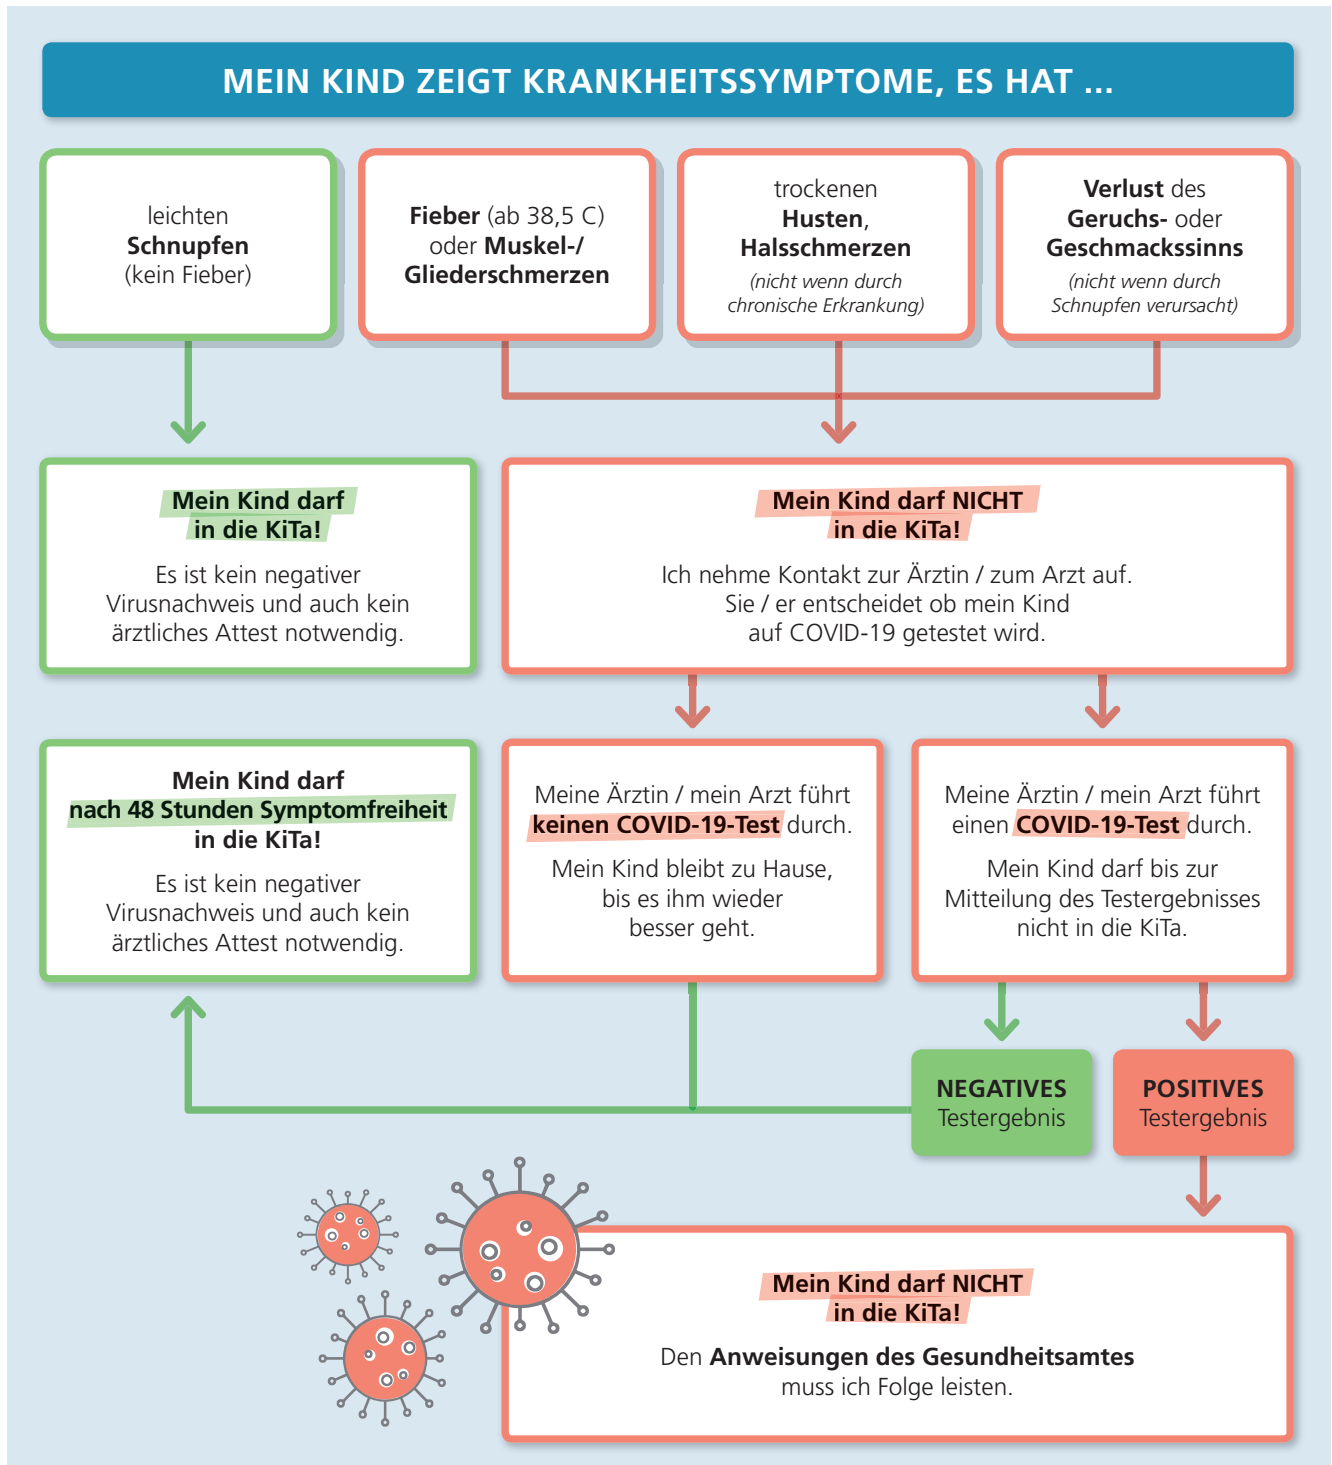 MEIN KIND ZEIGT KRANKHEITSSYMPTOME, ES HAT ...
leichten
Schnupfen
(kein Fieber)
Fieber (ab 38,5 C)
oder Muskel-/
Gliederschmerzen
trockenen
Husten,
Halsschmerzen
(nicht wenn durch
chronische Erkrankung)
Verlust des
Geruchs- oder
Geschmackssinns
(nicht wenn durch
Schnupfen verursacht)
Mein Kind darf
in die KiTa!
Es ist kein negativer
Virusnachweis und auch kein
ärztliches Attest notwendig.
Mein Kind darf NICHT
in die KiTa!
Ich nehme Kontakt zur Ärztin / zum Arzt auf.
Sie / er entscheidet ob mein Kind
auf COVID-19 getestet wird.
Mein Kind darf
nach 48 Stunden Symptomfreiheit
in die KiTa!
Es ist kein negativer
Virusnachweis und auch kein
ärztliches Attest notwendig.
Meine Ärztin / mein Arzt führt
keinen COVID-19-Test durch.
Mein Kind bleibt zu Hause,
bis es ihm wieder
besser geht.
Meine Ärztin / mein Arzt führt
einen COVID-19-Test durch.
Mein Kind darf bis zur
Mitteilung des Testergebnisses
nicht in die KiTa.
NEGATIVES
Testergebnis
POSITIVES
Testergebnis
Mein Kind darf NICHT
in die KiTa!
Den Anweisungen des Gesundheitsamtes
muss ich Folge leisten.